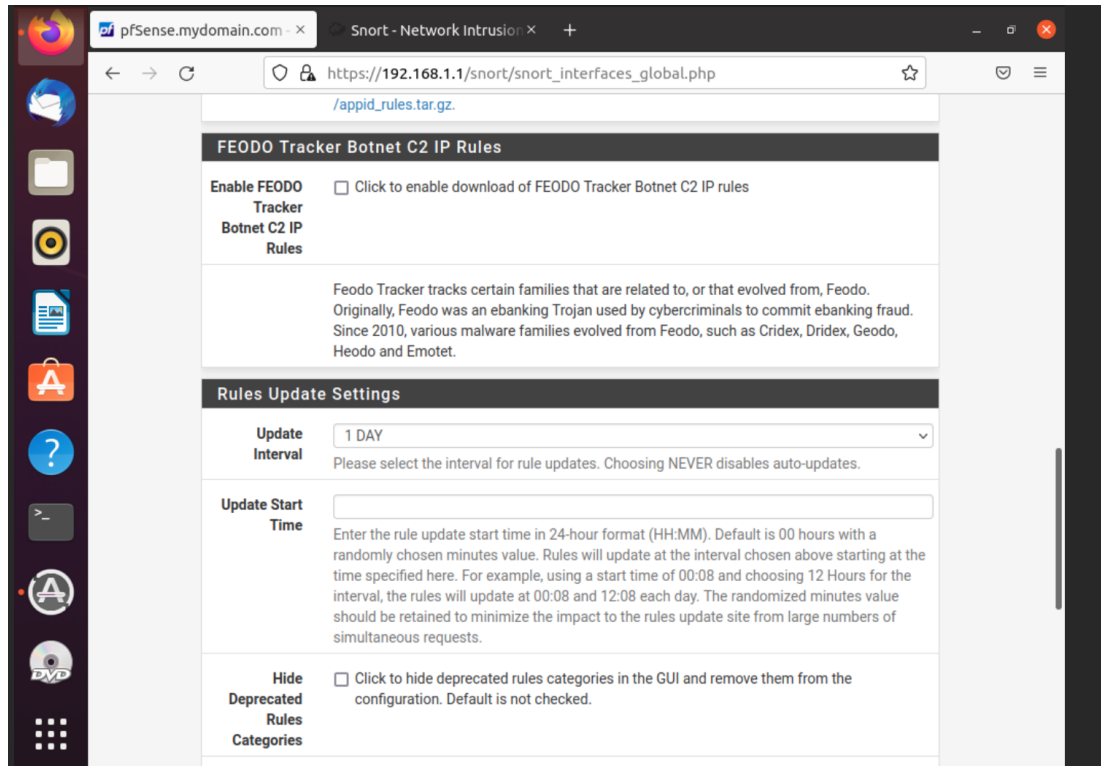 pf pfSense.mydomain.com - ×
Snort - Network Intrusion ×
https://192.168.1.1/snort/snort_interfaces_global.php
/appid_rules.tar.gz.
FEODO Tracker Botnet C2 IP Rules
Enable FEODO
Tracker
Botnet C2 IP
Rules
Click to enable download of FEODO Tracker Botnet C2 IP rules
Feodo Tracker tracks certain families that are related to, or that evolved from, Feodo.
Originally, Feodo was an ebanking Trojan used by cybercriminals to commit ebanking fraud.
Since 2010, various malware families evolved from Feodo, such as Cridex, Dridex, Geodo,
Heodo and Emotet.
Rules Update Settings
Update
Interval
1 DAY
Please select the interval for rule updates. Choosing NEVER disables auto-updates.
Update Start
Time
Enter the rule update start time in 24-hour format (HH:MM). Default is 00 hours with a
randomly chosen minutes value. Rules will update at the interval chosen above starting at the
time specified here. For example, using a start time of 00:08 and choosing 12 Hours for the
interval, the rules will update at 00:08 and 12:08 each day. The randomized minutes value
should be retained to minimize the impact to the rules update site from large numbers of
simultaneous requests.
Hide
Deprecated
Rules
Categories
Click to hide deprecated rules categories in the GUI and remove them from the
configuration. Default is not checked.
DVD